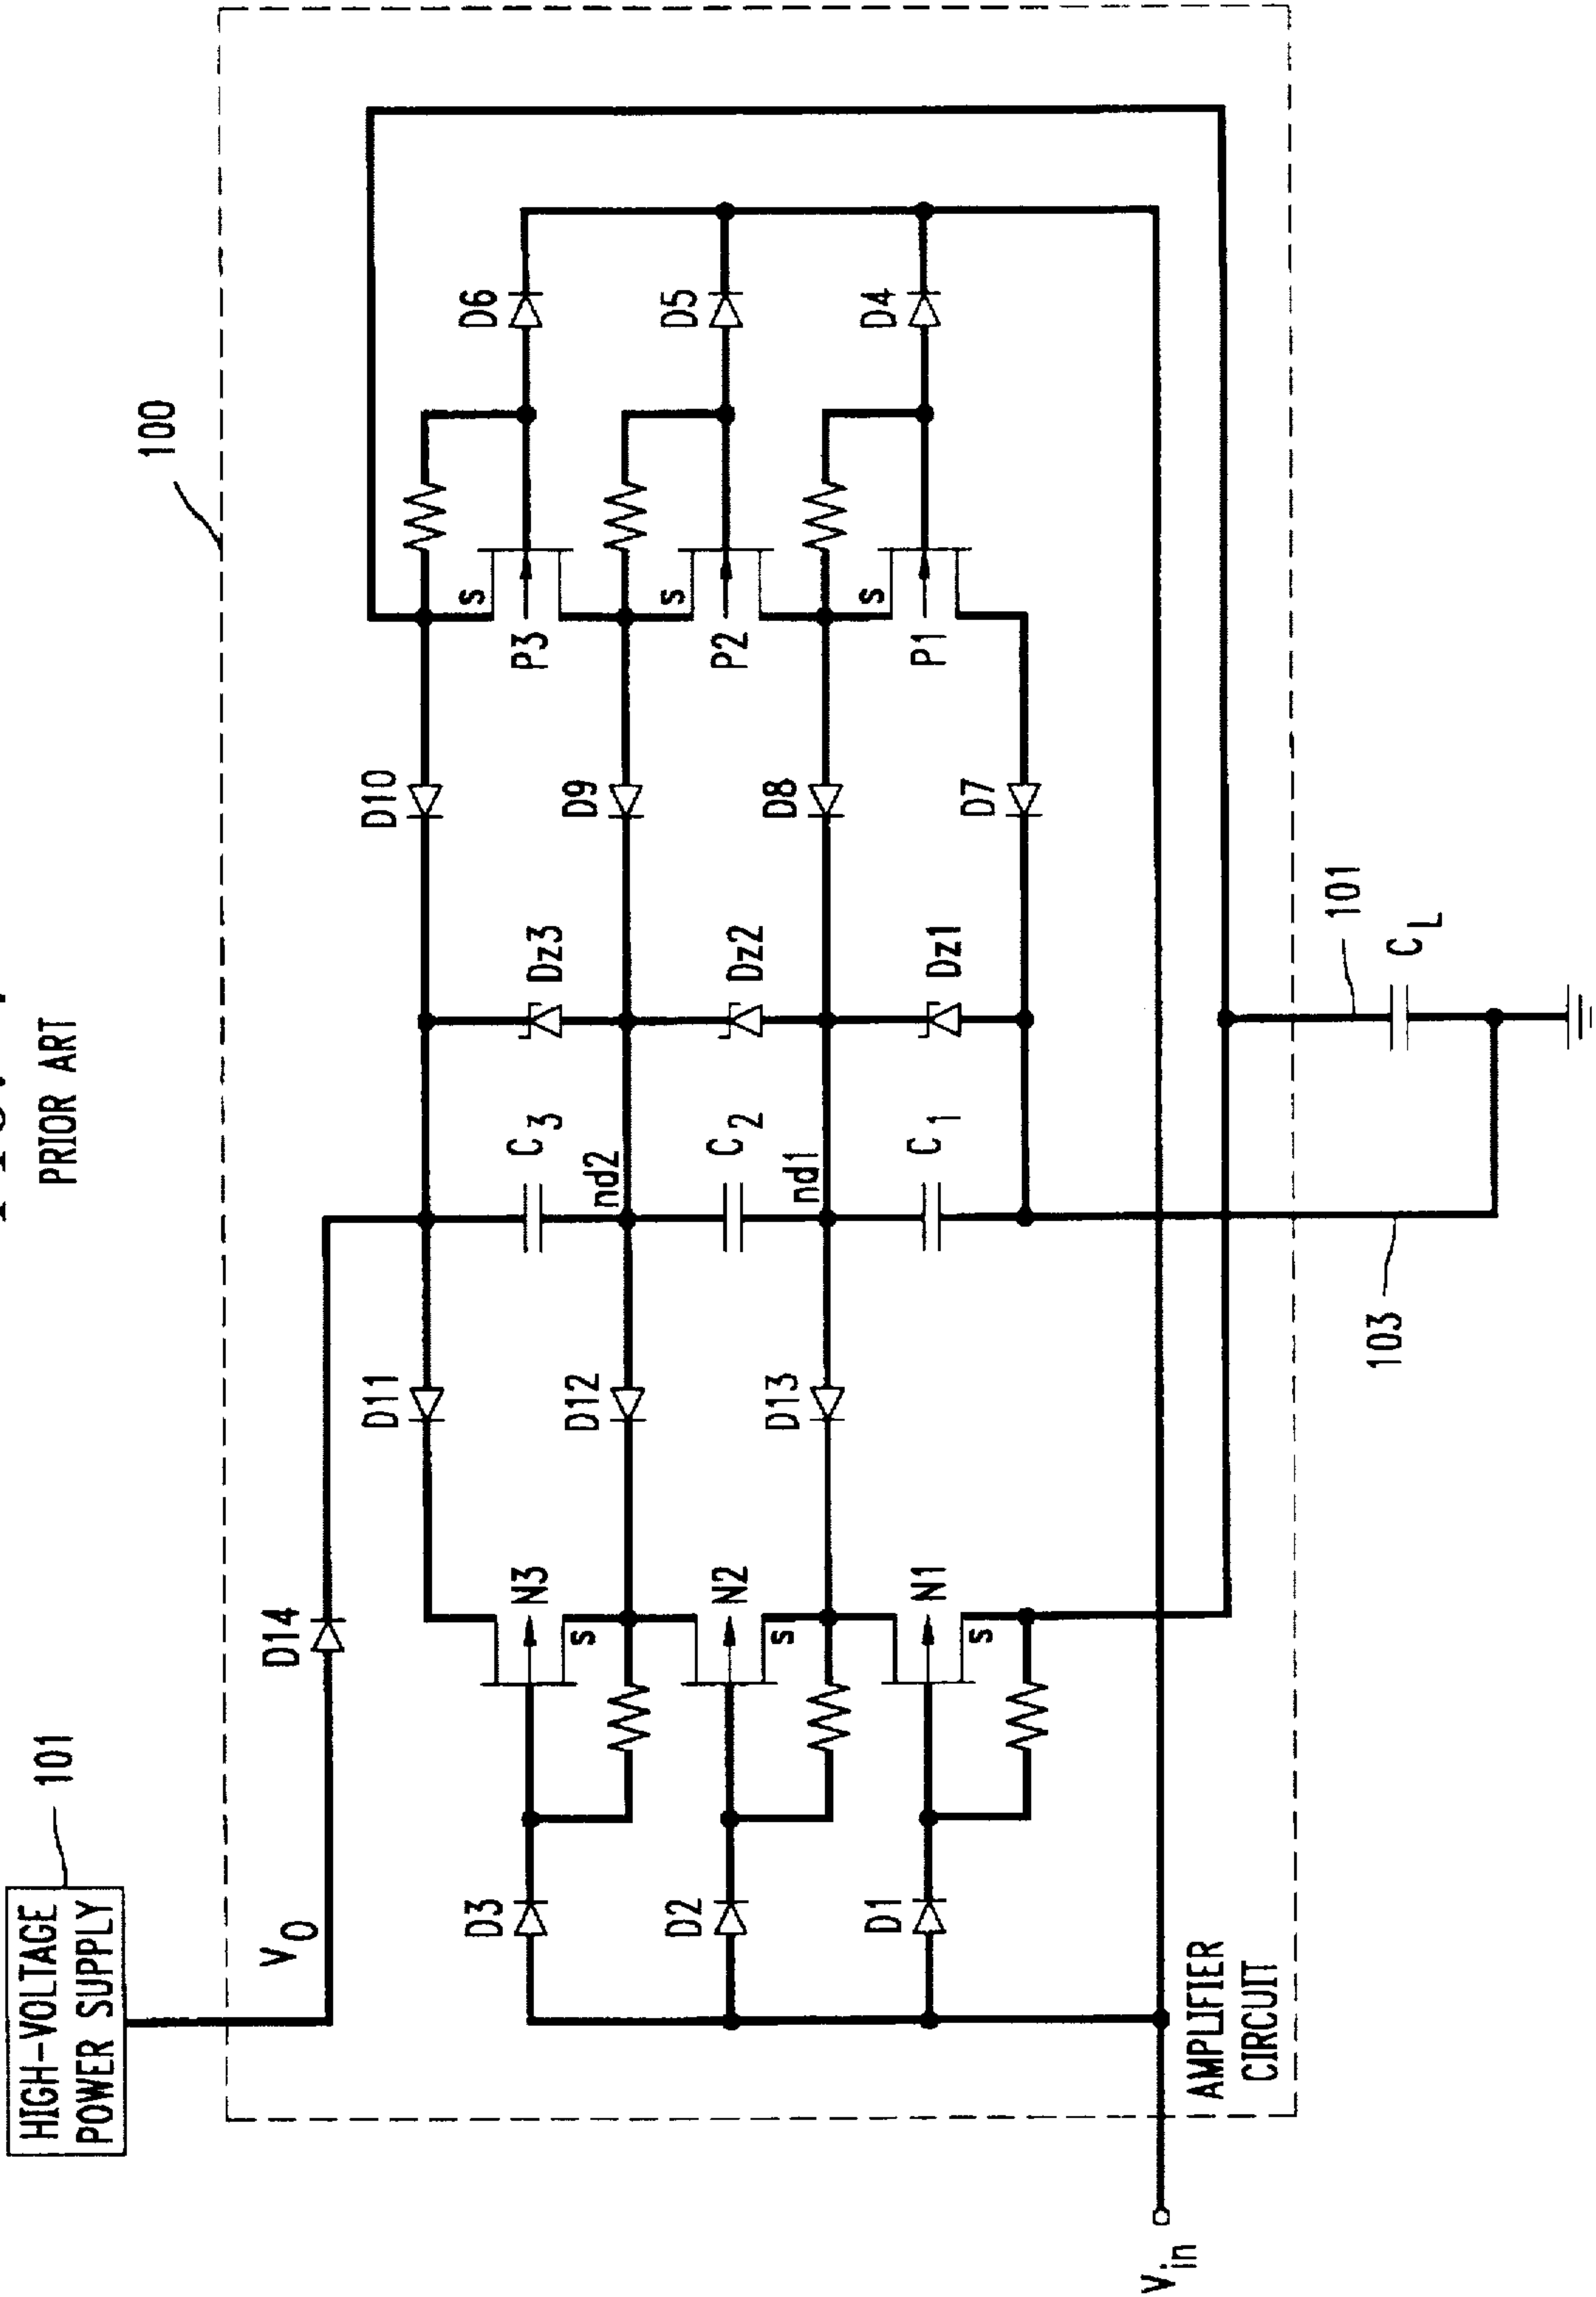 PRIOR ART
HIGH-VOLTAGE
POWER SUPPLY
101
100
V0
D14
D11
D10
D3
N3
s
C3
Dz3
P3
s
D6
D12
nd2
D9
D2
N2
s
C2
Dz2
P2
s
D5
D13
nd1
D8
D1
N1
s
C1
Dz1
P1
s
D4
D7
AMPLIFIER
CIRCUIT
Vin
103
101
CL